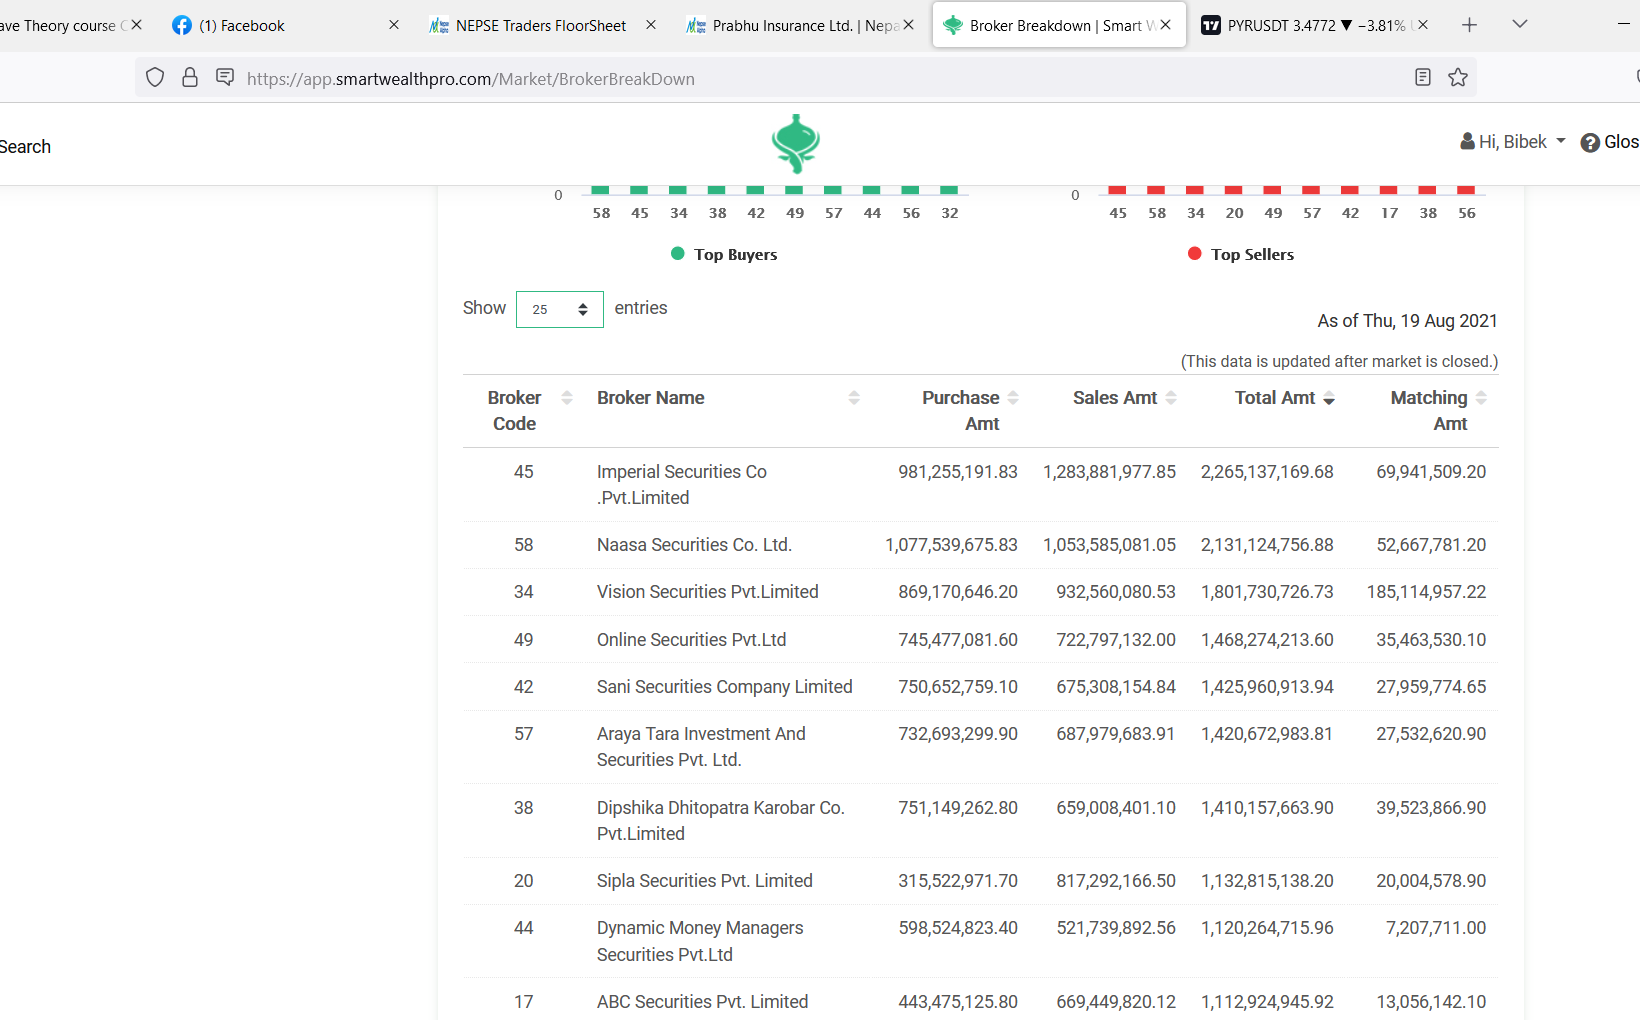 ave Theory course
(1) Facebook
NEPSE Traders FloorSheet
Prabhu Insurance Ltd. | Nepa
Broker Breakdown | Smart W
PYRUSDT 3.4772 ▼ −3.81%
https://app.smartwealthpro.com/Market/BrokerBreakDown
Search
Hi, Bibek
Glos
0
58 45 34 38 42 49 57 44 56 32
Top Buyers
0
45 58 34 20 49 57 42 17 38 56
Top Sellers
Show 25 entries
As of Thu, 19 Aug 2021
(This data is updated after market is closed.)
Broker Code Broker Name Purchase Amt Sales Amt Total Amt Matching Amt
45 Imperial Securities Co .Pvt.Limited 981,255,191.83 1,283,881,977.85 2,265,137,169.68 69,941,509.20
58 Naasa Securities Co. Ltd. 1,077,539,675.83 1,053,585,081.05 2,131,124,756.88 52,667,781.20
34 Vision Securities Pvt.Limited 869,170,646.20 932,560,080.53 1,801,730,726.73 185,114,957.22
49 Online Securities Pvt.Ltd 745,477,081.60 722,797,132.00 1,468,274,213.60 35,463,530.10
42 Sani Securities Company Limited 750,652,759.10 675,308,154.84 1,425,960,913.94 27,959,774.65
57 Araya Tara Investment And Securities Pvt. Ltd. 732,693,299.90 687,979,683.91 1,420,672,983.81 27,532,620.90
38 Dipshika Dhitopatra Karobar Co. Pvt.Limited 751,149,262.80 659,008,401.10 1,410,157,663.90 39,523,866.90
20 Sipla Securities Pvt. Limited 315,522,971.70 817,292,166.50 1,132,815,138.20 20,004,578.90
44 Dynamic Money Managers Securities Pvt.Ltd 598,524,823.40 521,739,892.56 1,120,264,715.96 7,207,711.00
17 ABC Securities Pvt. Limited 443,475,125.80 669,449,820.12 1,112,924,945.92 13,056,142.10